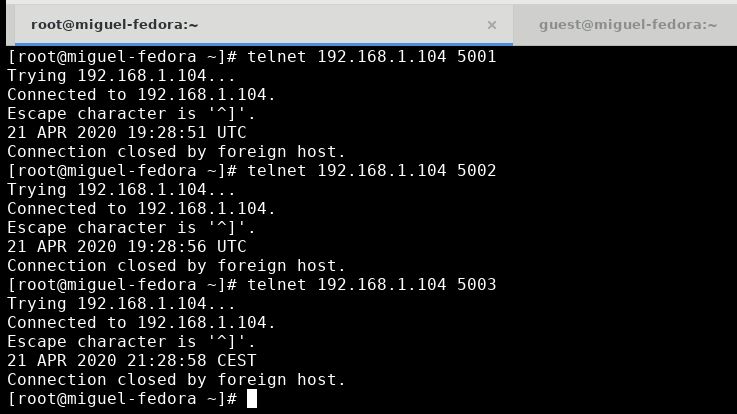 root@miguel-fedora:~ × guest@miguel-fedora:~
[root@miguel-fedora ~]# telnet 192.168.1.104 5001
Trying 192.168.1.104...
Connected to 192.168.1.104.
Escape character is '^]'.
21 APR 2020 19:28:51 UTC
Connection closed by foreign host.
[root@miguel-fedora ~]# telnet 192.168.1.104 5002
Trying 192.168.1.104...
Connected to 192.168.1.104.
Escape character is '^]'.
21 APR 2020 19:28:56 UTC
Connection closed by foreign host.
[root@miguel-fedora ~]# telnet 192.168.1.104 5003
Trying 192.168.1.104...
Connected to 192.168.1.104.
Escape character is '^]'.
21 APR 2020 21:28:58 CEST
Connection closed by foreign host.
[root@miguel-fedora ~]#